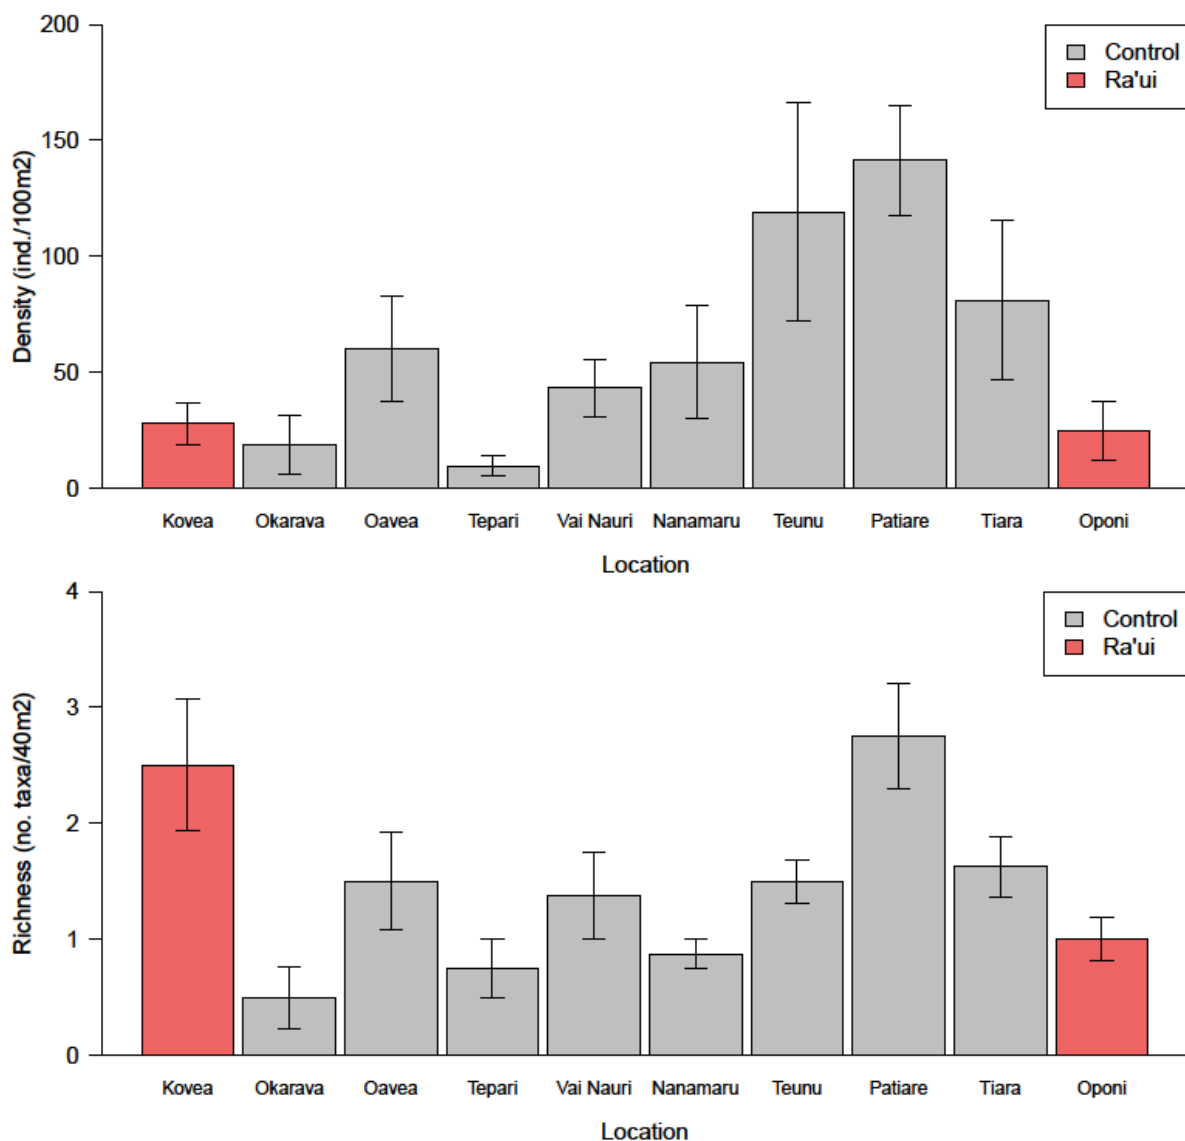 200
150
100
50
0
Density (ind./100m2)
Control
Ra'ui
Kovea Okarava Oavea Tepari Vai Nauri Nanamaru Teunu Patiare Tiara Oponi
Location
4
3
2
1
0
Richness (no. taxa/40m2)
Control
Ra'ui
Kovea Okarava Oavea Tepari Vai Nauri Nanamaru Teunu Patiare Tiara Oponi
Location